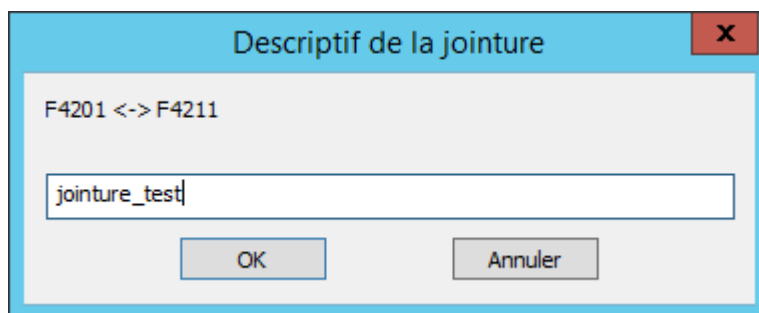 Descriptif de la jointure
x
F4201 <-> F4211
jointure_test
OK
Annuler